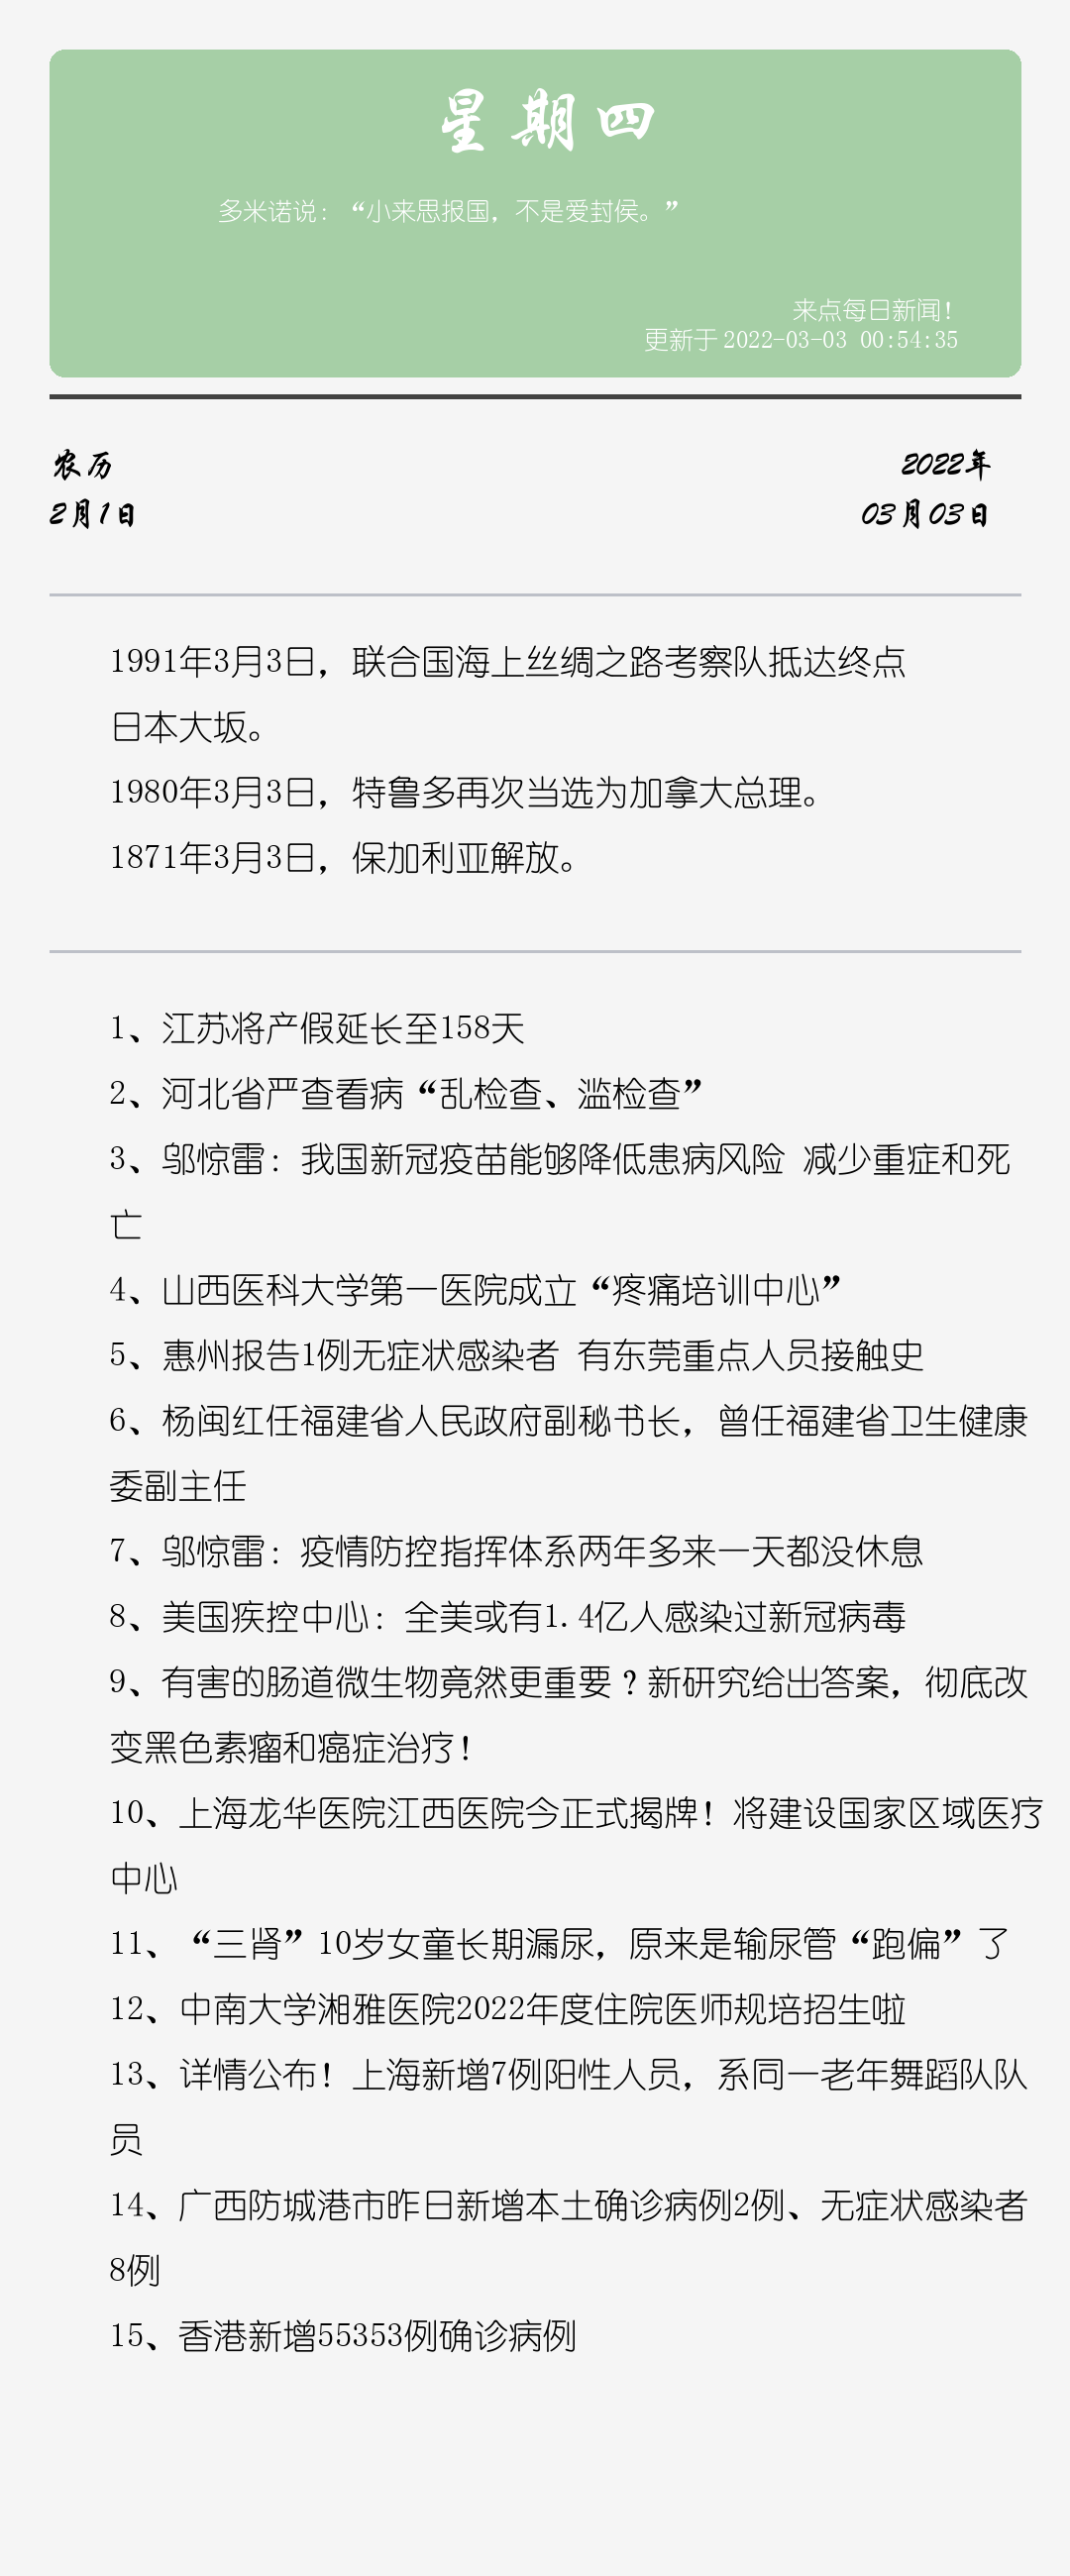 星期四
多米诺说：“小来思报国，不是爱封侯。”
来点每日新闻！
更新于 2022-03-03 00:54:35
农历
2月1日
2022年
03月03日
1991年3月3日，联合国海上丝绸之路考察队抵达终点
日本大坂。
1980年3月3日，特鲁多再次当选为加拿大总理。
1871年3月3日，保加利亚解放。
1、江苏将产假延长至158天
2、河北省严查看病“乱检查、滥检查”
3、邬惊雷：我国新冠疫苗能够降低患病风险 减少重症和死
亡
4、山西医科大学第一医院成立“疼痛培训中心”
5、惠州报告1例无症状感染者 有东莞重点人员接触史
6、杨闽红任福建省人民政府副秘书长，曾任福建省卫生健康
委副主任
7、邬惊雷：疫情防控指挥体系两年多来一天都没休息
8、美国疾控中心：全美或有1.4亿人感染过新冠病毒
9、有害的肠道微生物竟然更重要？新研究给出答案，彻底改
变黑色素瘤和癌症治疗！
10、上海龙华医院江西医院今正式揭牌！将建设国家区域医疗
中心
11、“三肾”10岁女童长期漏尿，原来是输尿管“跑偏”了
12、中南大学湘雅医院2022年度住院医师规培招生啦
13、详情公布！上海新增7例阳性人员，系同一老年舞蹈队队
员
14、广西防城港市昨日新增本土确诊病例2例、无症状感染者
8例
15、香港新增55353例确诊病例